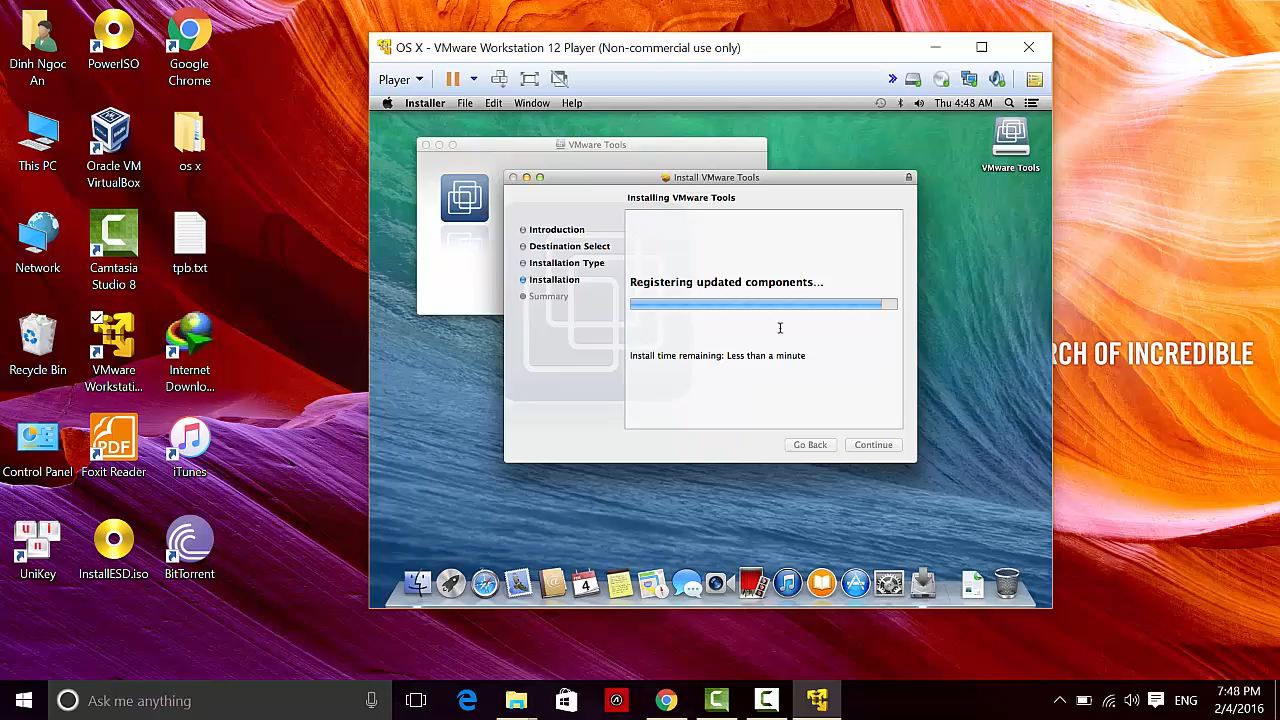 Dinh Ngoc
An
PowerISO
Google
Chrome
This PC
Oracle VM
VirtualBox
os x
Network
Camtasia
Studio 8
tpb.txt
Recycle Bin
VMware
Workstati...
Internet
Downlo...
Control Panel
PDF
Foxit Reader
iTunes
u i
n
UniKey
InstallESD.iso
BitTorrent
OS X - VMware Workstation 12 Player (Non-commercial use only)
Player
Installer File Edit Window Help
Thu 4:48 AM
VMware Tools
VMware Tools
Install VMware Tools
Installing VMware Tools
Introduction
Destination Select
Installation Type
Installation
Summary
Registering updated components...
Install time remaining: Less than a minute
Go Back
Continue
RCH OF INCREDIBLE
FEB
4
Ask me anything
ENG
7:48 PM
2/4/2016